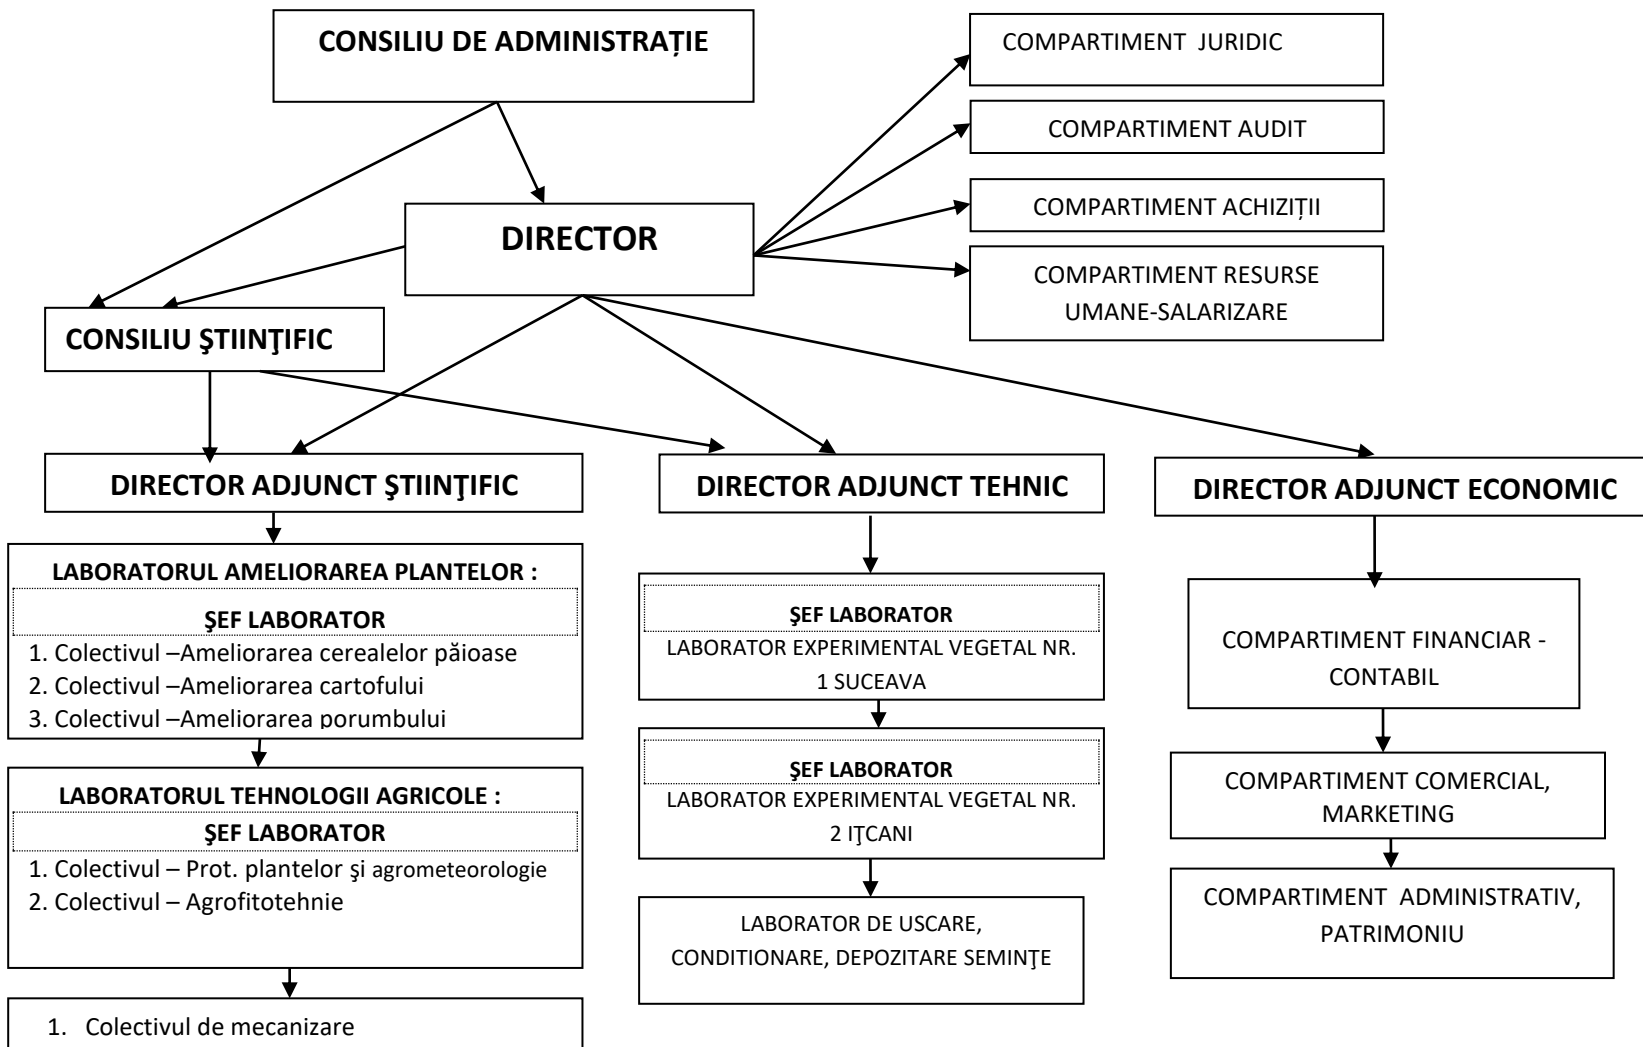 CONSILIU DE ADMINISTRAȚIE
COMPARTIMENT JURIDIC
COMPARTIMENT AUDIT
COMPARTIMENT ACHIZIȚII
DIRECTOR
COMPARTIMENT RESURSE
UMANE-SALARIZARE
CONSILIU ŞTIINŢIFIC
DIRECTOR ADJUNCT ŞTIINŢIFIC
LABORATORUL AMELIORAREA PLANTELOR :
ŞEF LABORATOR
1. Colectivul –Ameliorarea cerealelor păioase
2. Colectivul –Ameliorarea cartofului
3. Colectivul –Ameliorarea porumbului
LABORATORUL TEHNOLOGII AGRICOLE :
ŞEF LABORATOR
1. Colectivul – Prot. plantelor şi agrometeorologie
2. Colectivul – Agrofitotehnie
1. Colectivul de mecanizare
DIRECTOR ADJUNCT TEHNIC
ŞEF LABORATOR
LABORATOR EXPERIMENTAL VEGETAL NR.
1 SUCEAVA
ŞEF LABORATOR
LABORATOR EXPERIMENTAL VEGETAL NR.
2 IŢCANI
LABORATOR DE USCARE,
CONDITIONARE, DEPOZITARE SEMINŢE
DIRECTOR ADJUNCT ECONOMIC
COMPARTIMENT FINANCIAR -
CONTABIL
COMPARTIMENT COMERCIAL,
MARKETING
COMPARTIMENT ADMINISTRATIV,
PATRIMONIU